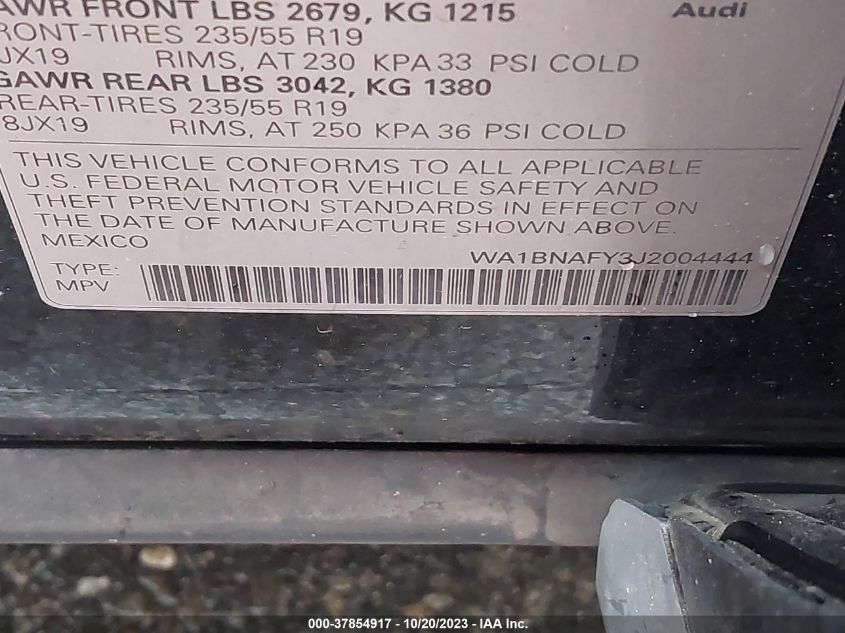 AWR FRONT LBS 2679, KG 1215 Audi
RONT-TIRES 235/55 R19
JX19 RIMS, AT 230 KPA 33 PSI COLD
GAWR REAR LBS 3042, KG 1380
REAR-TIRES 235/55 R19
8JX19 RIMS, AT 250 KPA 36 PSI COLD
THIS VEHICLE CONFORMS TO ALL APPLICABLE
U.S. FEDERAL MOTOR VEHICLE SAFETY AND
THEFT PREVENTION STANDARDS IN EFFECT ON
THE DATE OF MANUFACTURE SHOWN ABOVE.
MEXICO
WA1BNAFY3J2004444
TYPE:
MPV
000-37854917 - 10/20/2023 - IAA Inc.